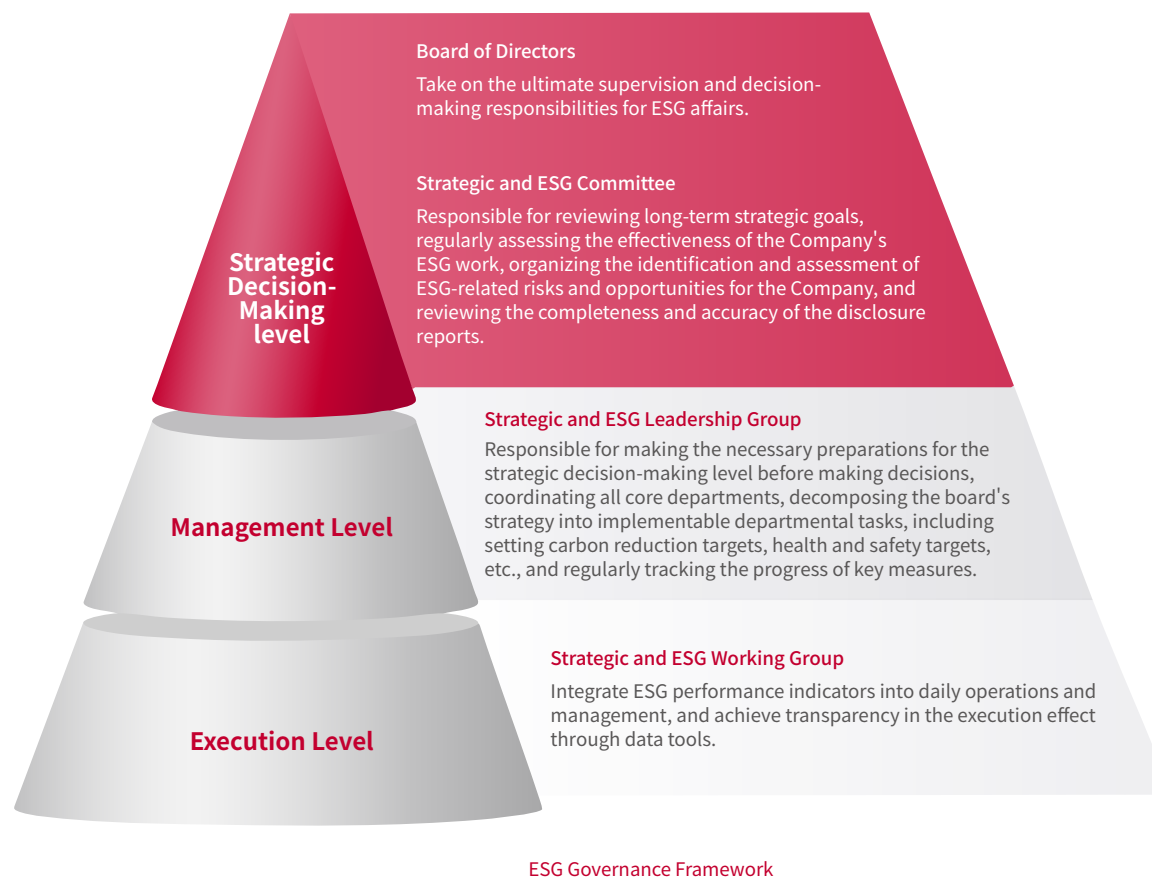 Board of Directors
Take on the ultimate supervision and decision-
making responsibilities for ESG affairs.
Strategic and ESG Committee
Responsible for reviewing long-term strategic goals,
regularly assessing the effectiveness of the Company's
ESG work, organizing the identification and assessment of
ESG-related risks and opportunities for the Company, and
reviewing the completeness and accuracy of the disclosure
reports.
Strategic
Decision-
Making
level
Strategic and ESG Leadership Group
Responsible for making the necessary preparations for the
strategic decision-making level before making decisions,
coordinating all core departments, decomposing the board's
strategy into implementable departmental tasks, including
setting carbon reduction targets, health and safety targets,
etc., and regularly tracking the progress of key measures.
Management Level
Strategic and ESG Working Group
Integrate ESG performance indicators into daily operations and
management, and achieve transparency in the execution effect
through data tools.
Execution Level
ESG Governance Framework